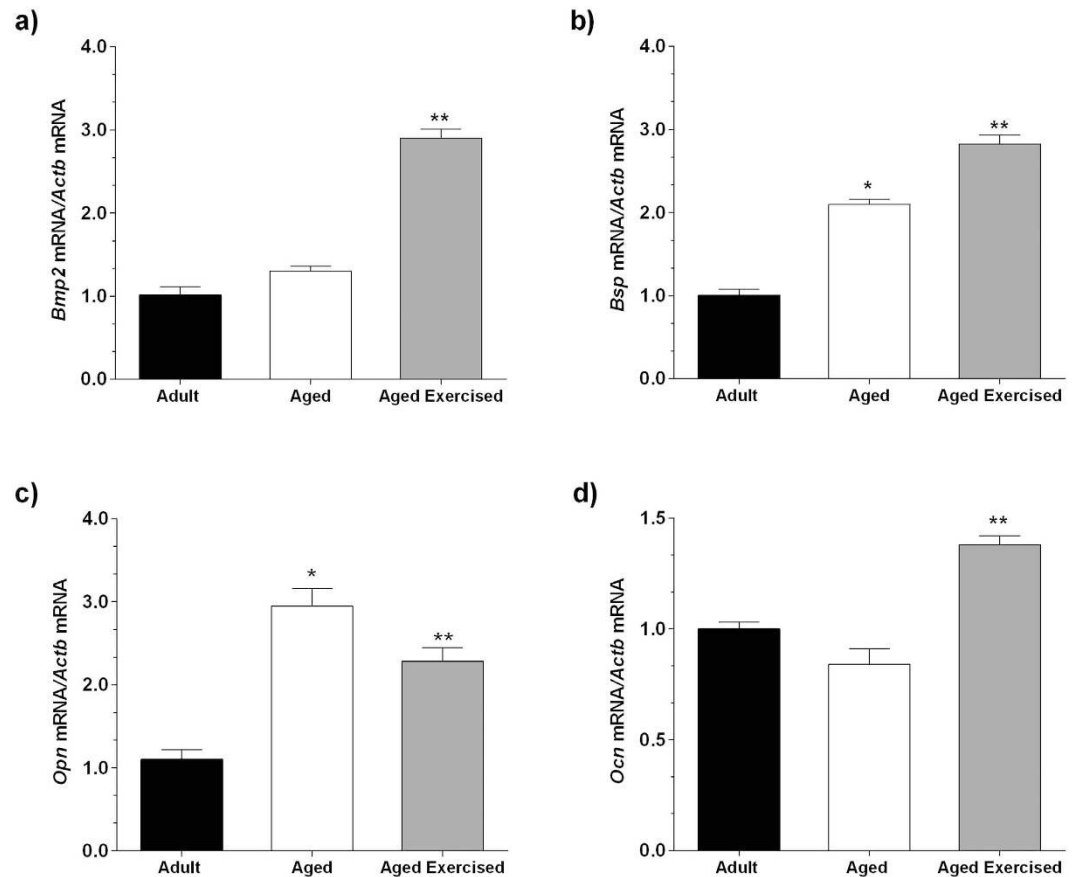 a)
Bmp2 mRNA/Actb mRNA
4.0
3.0
2.0
1.0
0.0
**
Adult Aged Aged Exercised
b)
Bsp mRNA/Actb mRNA
4.0
3.0
2.0
1.0
0.0
*
**
Adult Aged Aged Exercised
c)
Opn mRNA/Actb mRNA
4.0
3.0
2.0
1.0
0.0
*
**
Adult Aged Aged Exercised
d)
Ocn mRNA/Actb mRNA
1.5
1.0
0.5
0.0
**
Adult Aged Aged Exercised